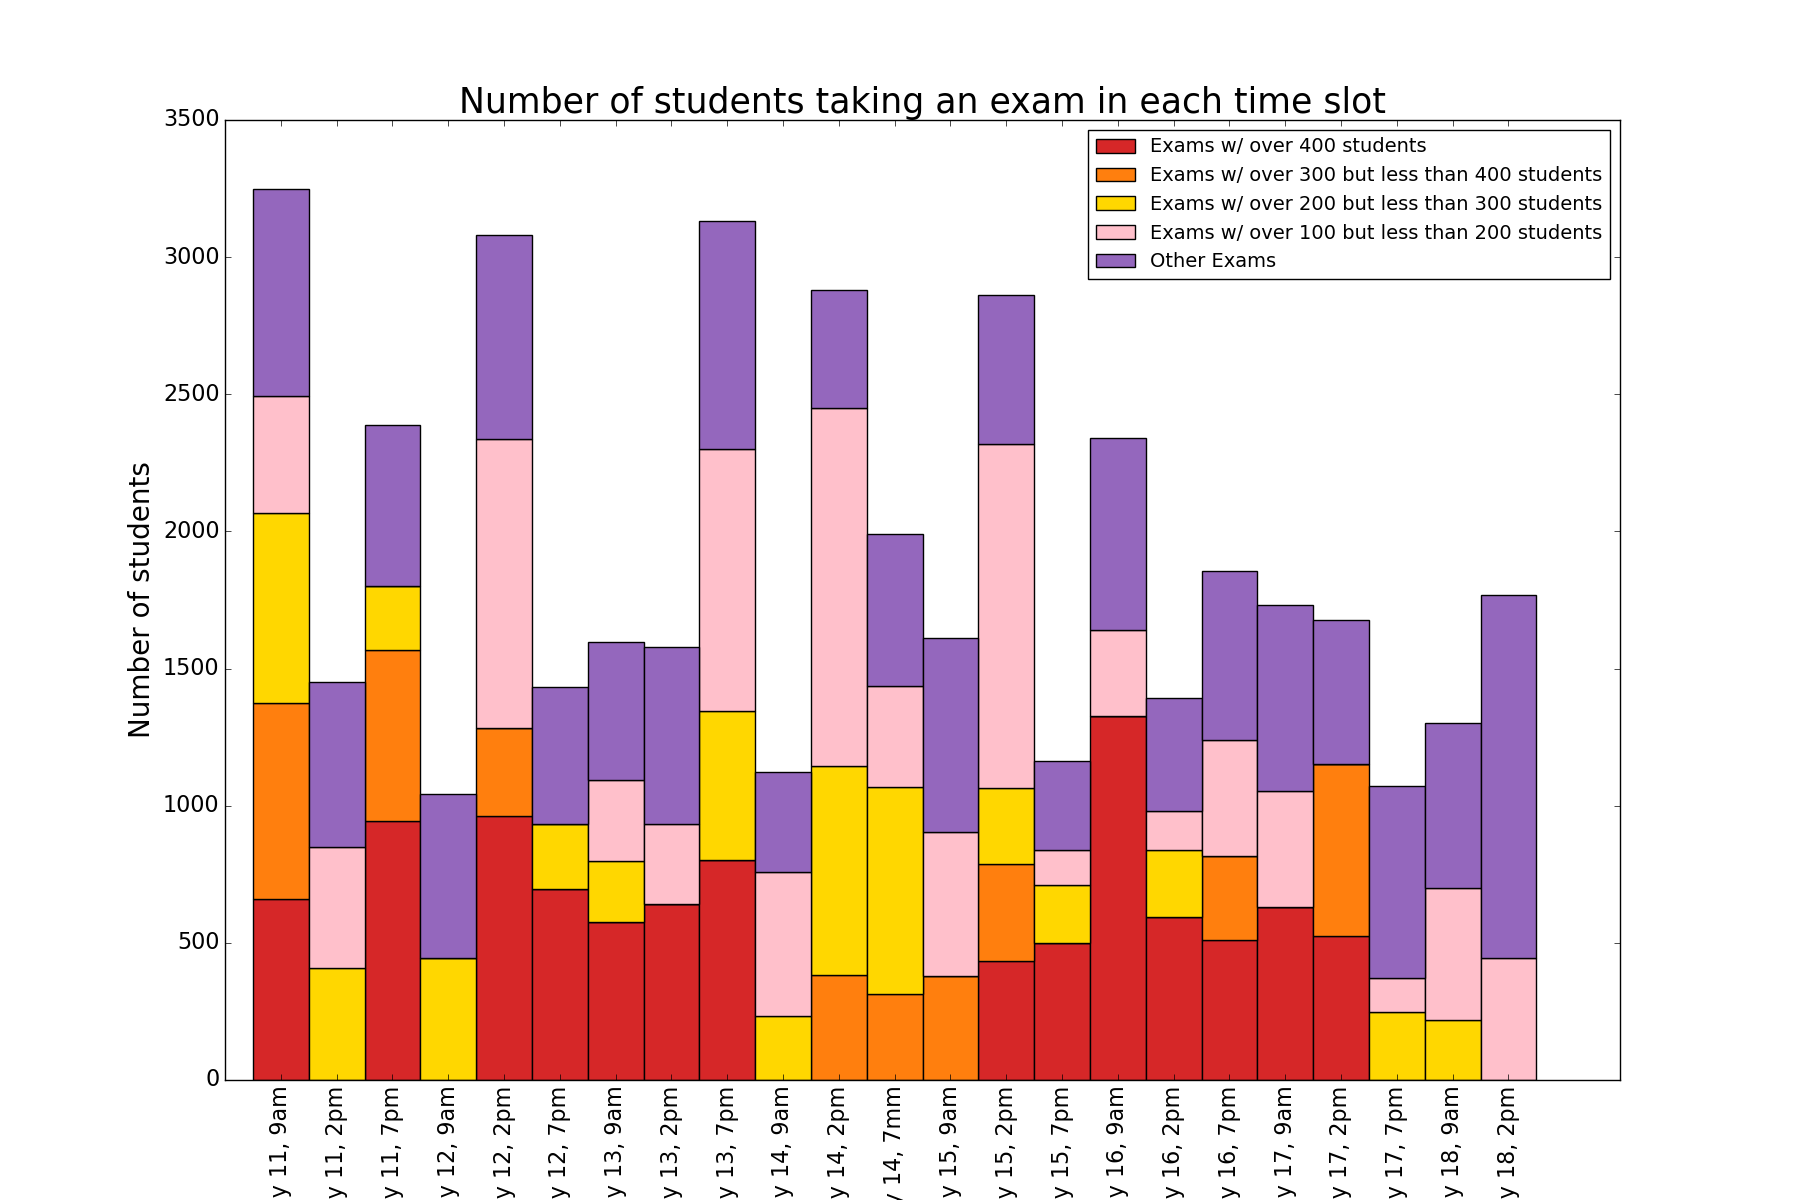 Number of students taking an exam in each time slot
Exams w/ over 400 students
Exams w/ over 300 but less than 400 students
Exams w/ over 200 but less than 300 students
Exams w/ over 100 but less than 200 students
Other Exams
Number of students
3500
3000
2500
2000
1500
1000
500
0
y 11, 9am
y 11, 2pm
y 11, 7pm
y 12, 9am
y 12, 2pm
y 12, 7pm
y 13, 9am
y 13, 2pm
y 13, 7pm
y 14, 9am
y 14, 2pm
y 14, 7mm
y 15, 9am
y 15, 2pm
y 15, 7pm
y 16, 9am
y 16, 2pm
y 16, 7pm
y 17, 9am
y 17, 2pm
y 17, 7pm
y 18, 9am
y 18, 2pm